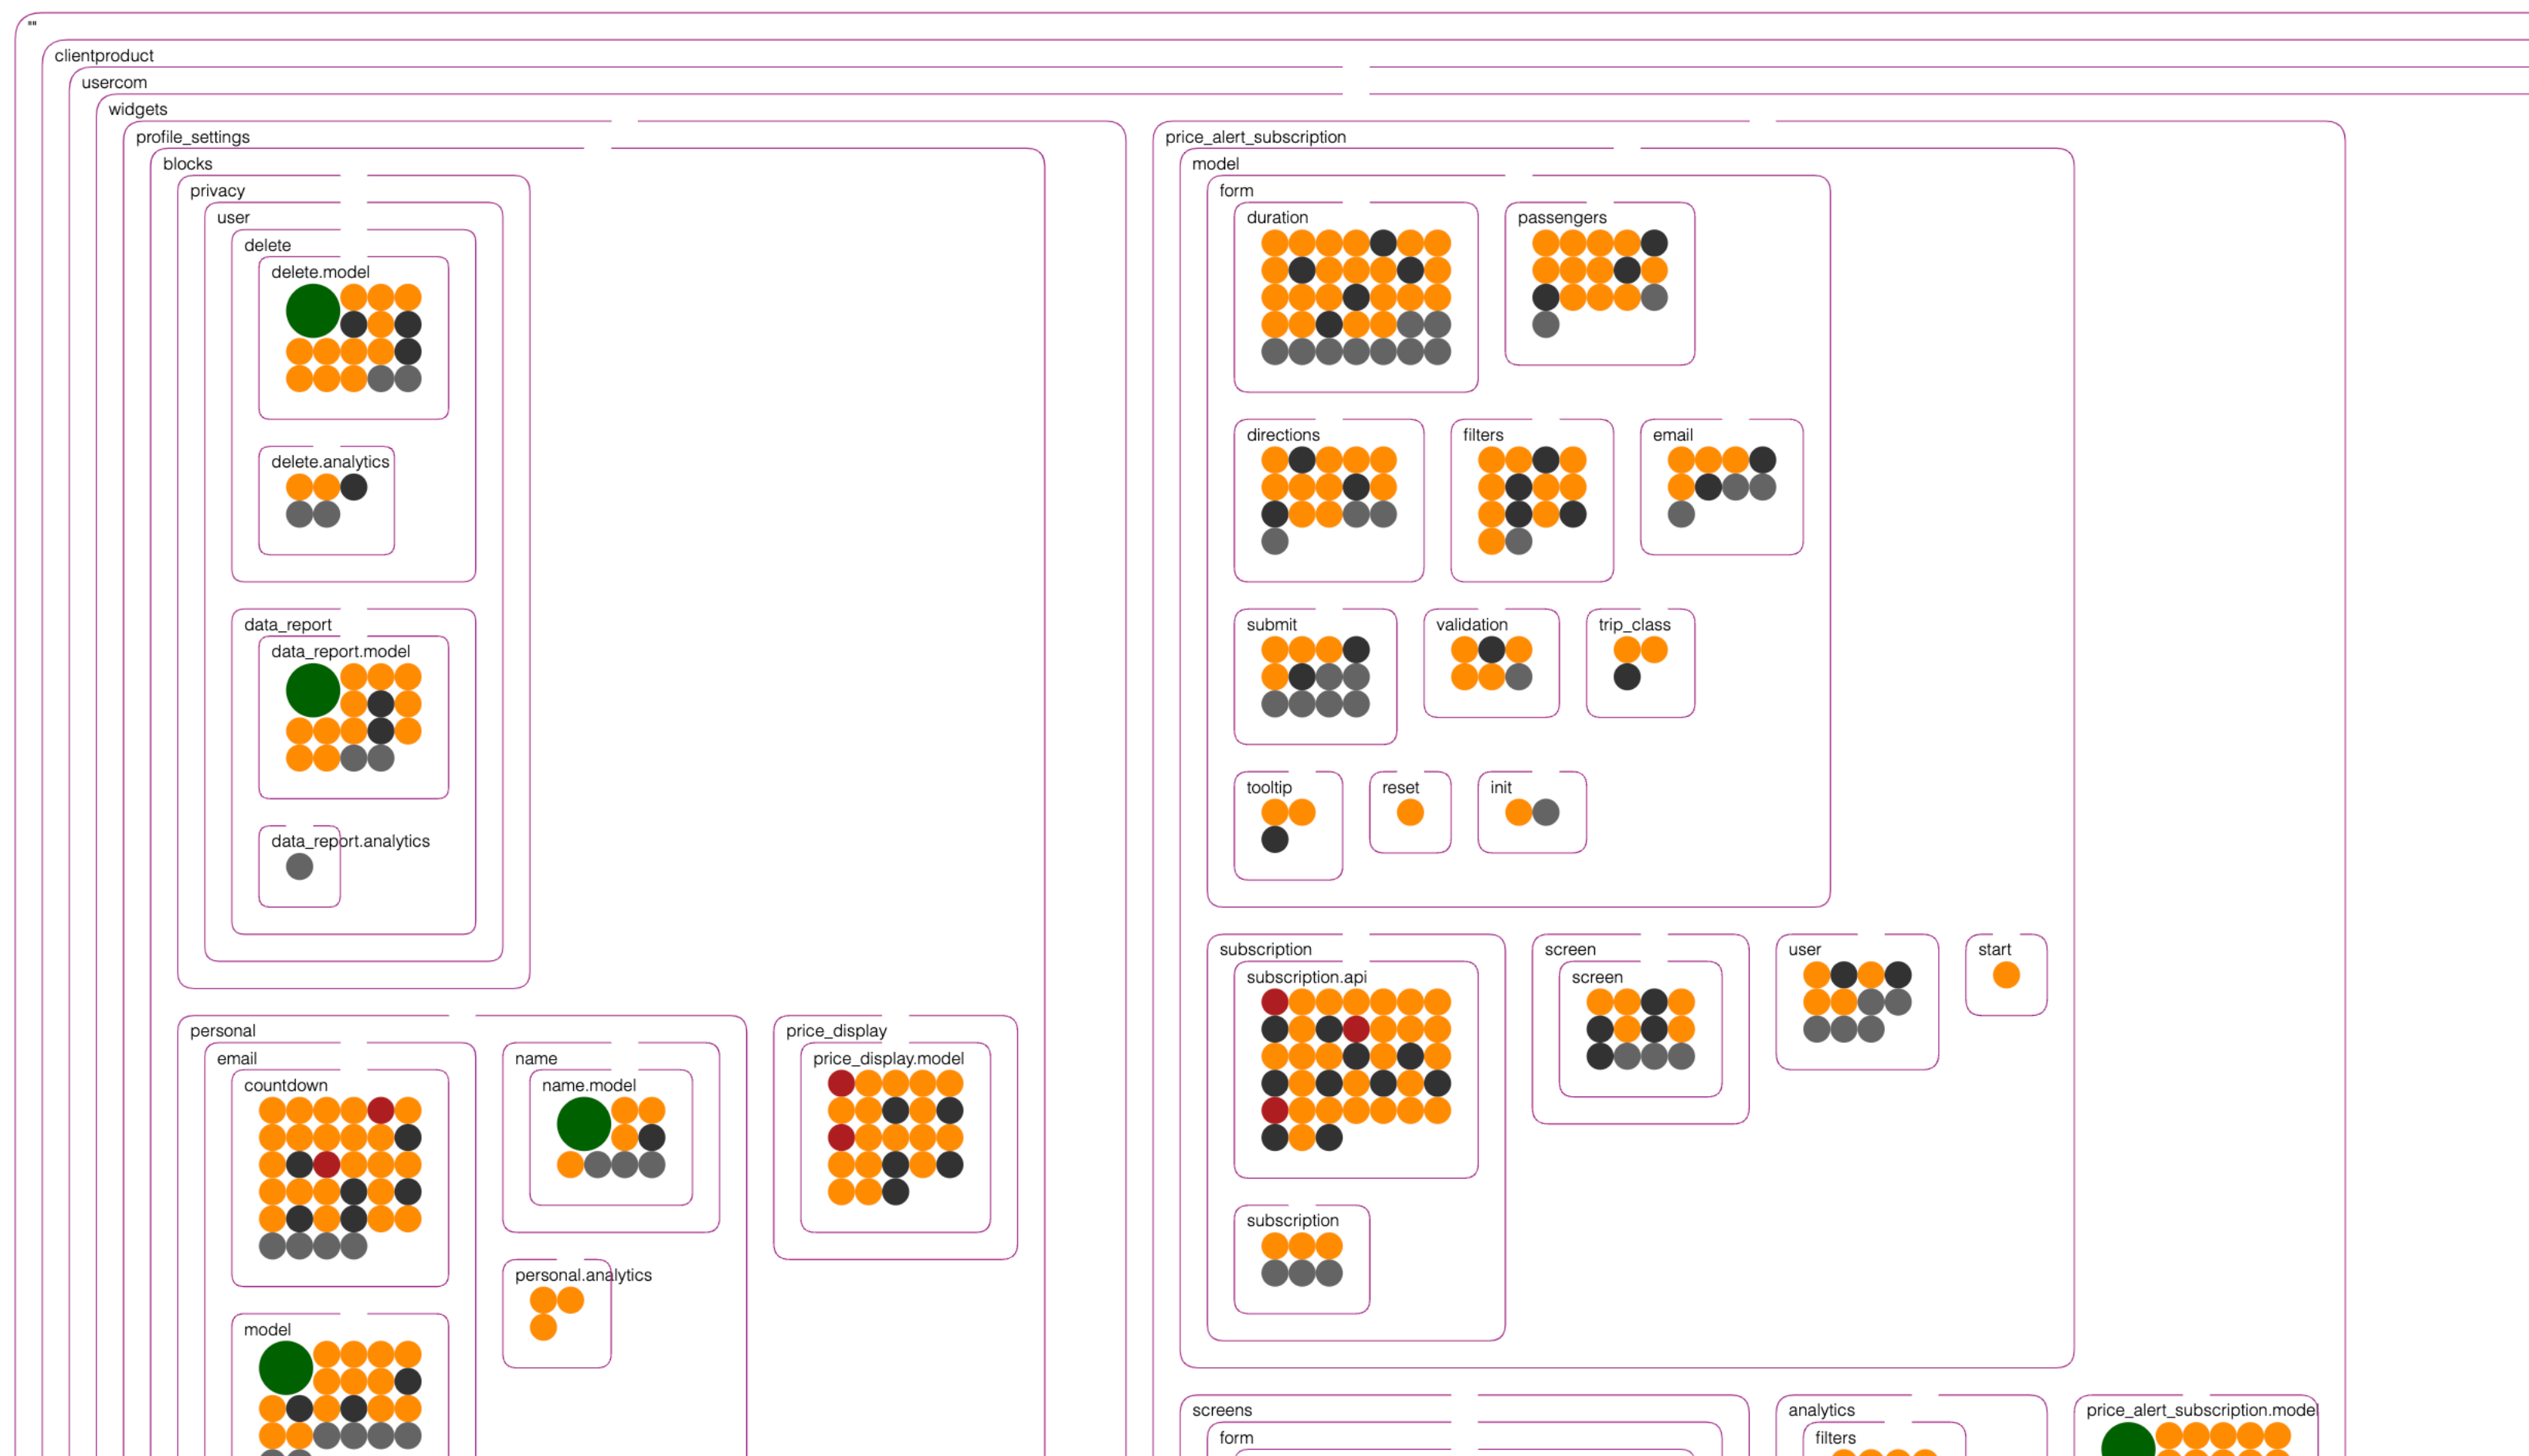 ""
clientproduct
usercom
widgets
profile_settings
blocks
privacy
user
delete
delete.model
delete.analytics
data_report
data_report.model
data_report.analytics
personal
email
countdown
model
name
name.model
personal.analytics
price_display
price_display.model
price_alert_subscription
model
form
duration
passengers
directions
filters
email
submit
validation
trip_class
tooltip
reset
init
subscription
subscription.api
subscription
screen
screen
user
start
screens
form
analytics
filters
price_alert_subscription.model